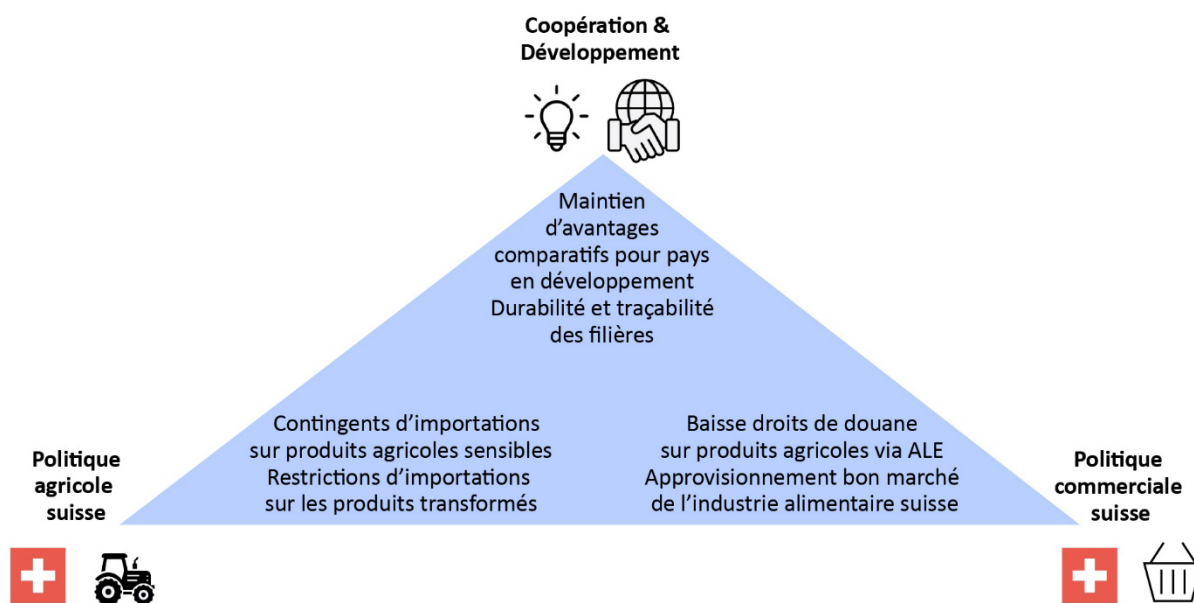 Coopération &
Développement
Maintien
d’avantages
comparatifs pour pays
en développement
Durabilité et traçabilité
des filières
Contingents d’importations
sur produits agricoles sensibles
Restrictions d’importations
sur les produits transformés
Baisse droits de douane
sur produits agricoles via ALE
Approvisionnement bon marché
de l’industrie alimentaire suisse
Politique
agricole
suisse
Politique
commerciale
suisse